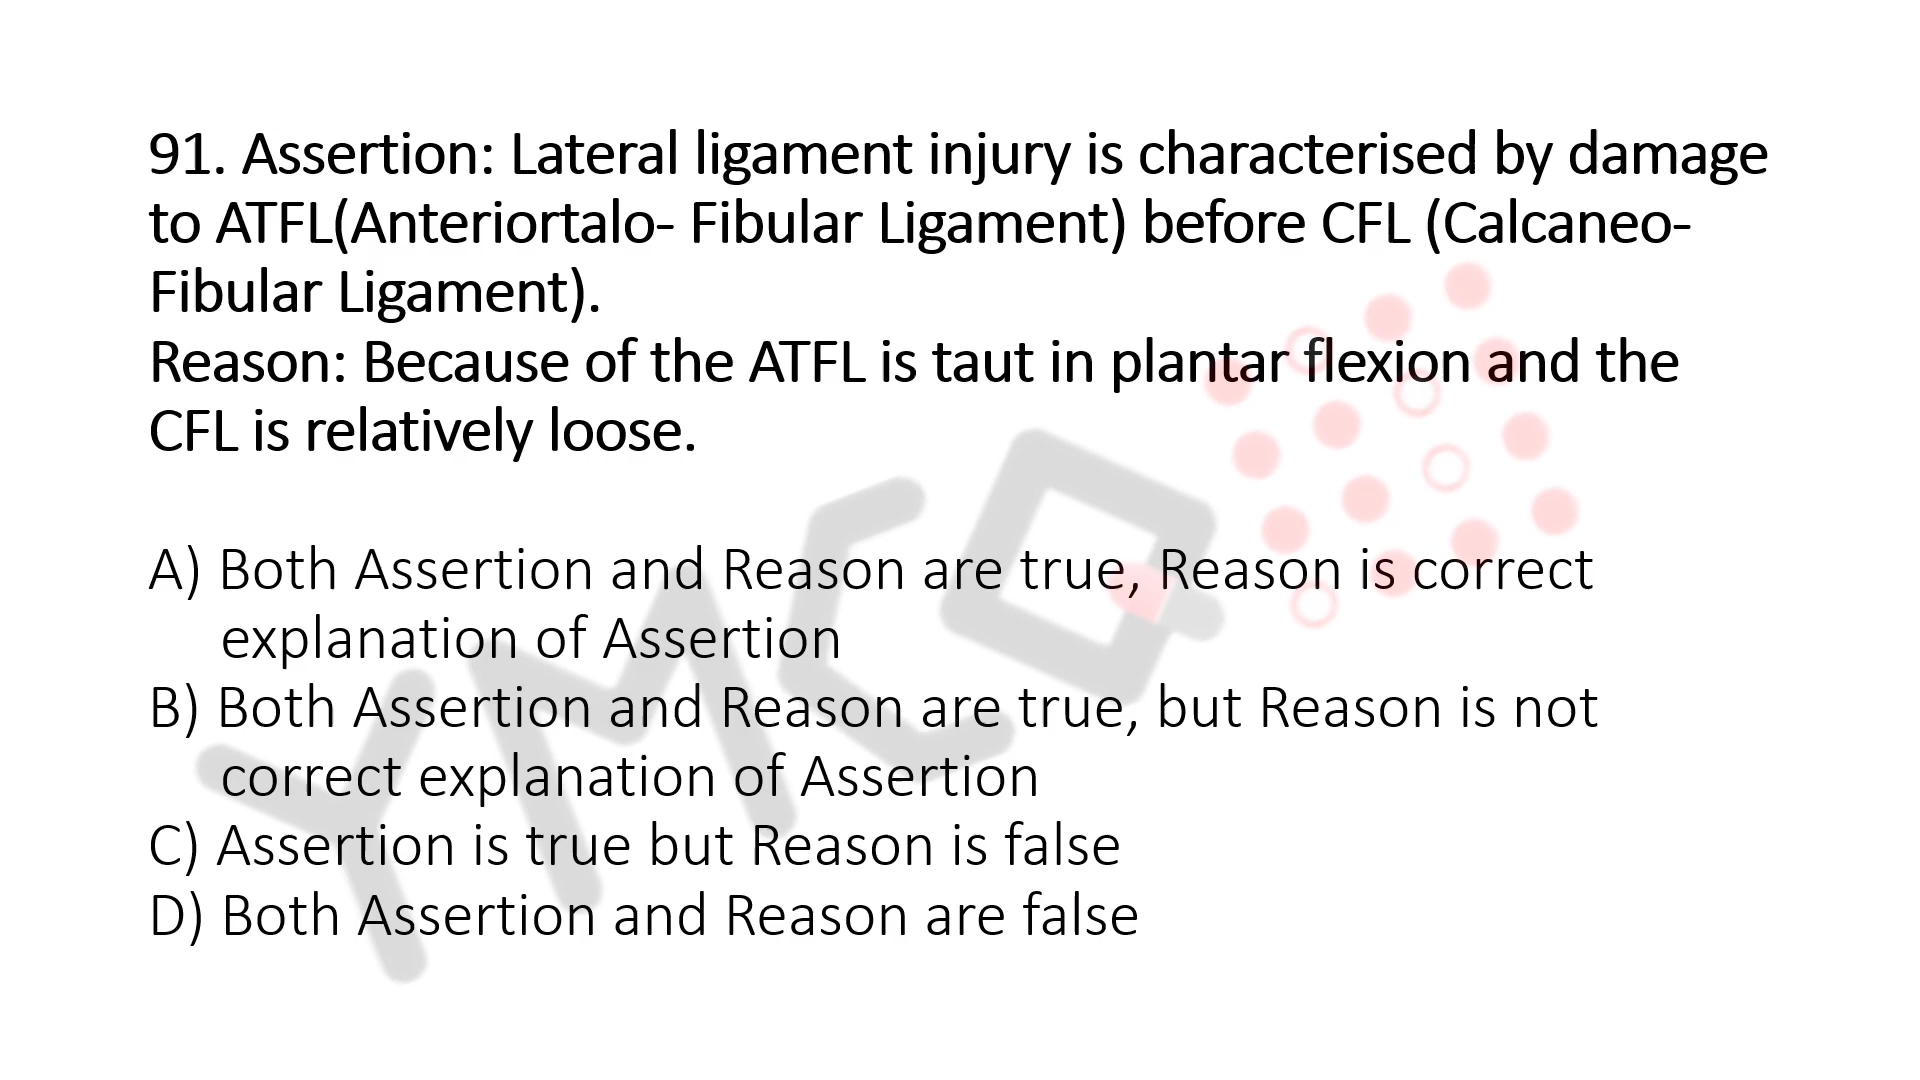 91. Assertion: Lateral ligament injury is characterised by damage
to ATFL(Anteriortalo- Fibular Ligament) before CFL (Calcaneo-
Fibular Ligament).
Reason: Because of the ATFL is taut in plantar flexion and the
CFL is relatively loose.
A) Both Assertion and Reason are true, Reason is correct
explanation of Assertion
B) Both Assertion and Reason are true, but Reason is not
correct explanation of Assertion
C) Assertion is true but Reason is false
D) Both Assertion and Reason are false
YMCQ